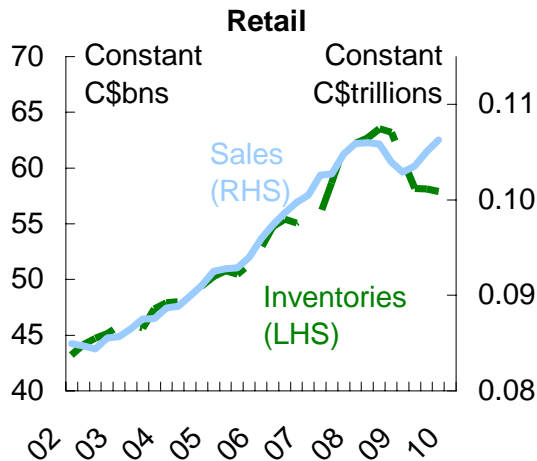 Retail
70
65
60
55
50
45
40
Constant
C$bns
Constant
C$trillions
0.11
0.10
0.09
0.08
Sales
(RHS)
Inventories
(LHS)
02
03
04
05
06
07
08
09
10